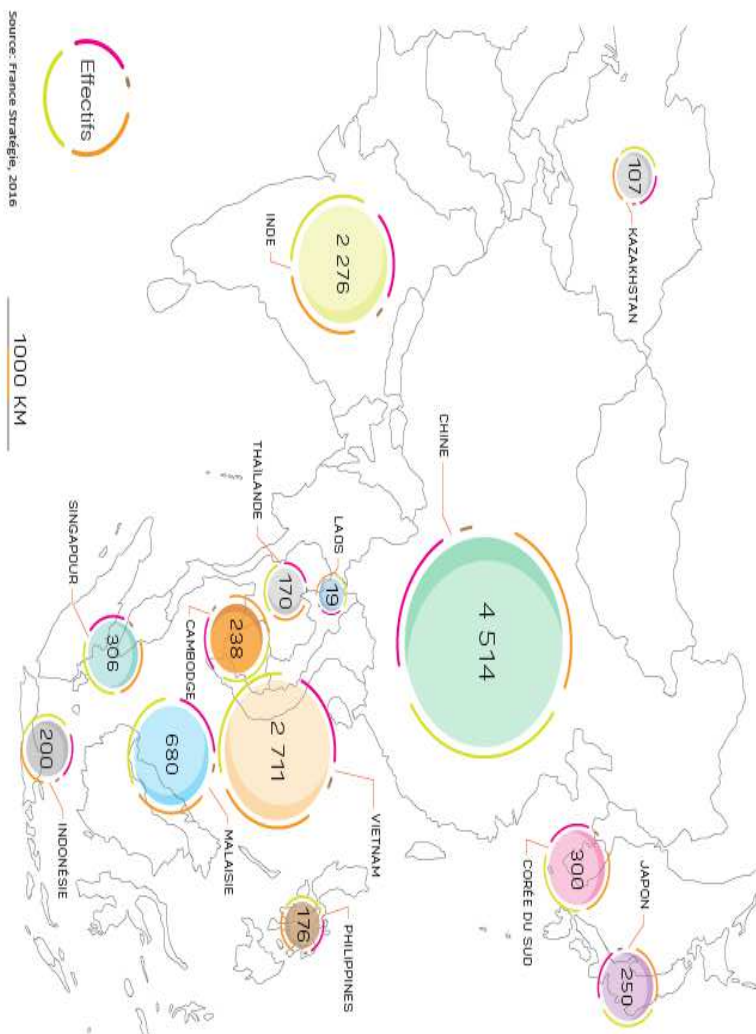 107
KAZAKHSTAN
JAPON
250
300
CORÉE DU SUD
CHINE
4 514
2 276
INDE
LAOS
19
THAÏLANDE
170
VIETNAM
2 711
238
CAMBODGE
PHILIPPINES
176
MALAISIE
680
SINGAPOUR
306
INDONÉSIE
200
Effectifs
1000 KM
Source: France Stratégie, 2016